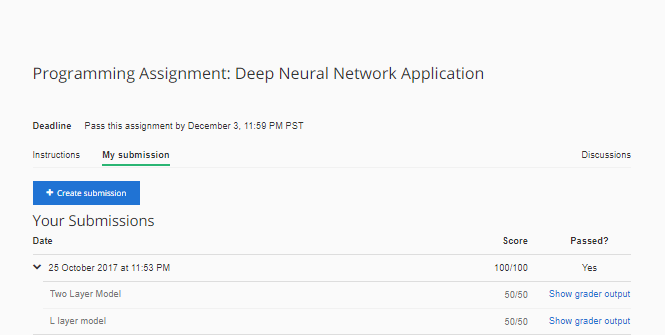 Programming Assignment: Deep Neural Network Application
Deadline Pass this assignment by December 3, 11:59 PM PST
Instructions My submission Discussions
+ Create submission
Your Submissions
Date Score Passed?
25 October 2017 at 11:53 PM 100/100 Yes
Two Layer Model 50/50 Show grader output
L layer model 50/50 Show grader output